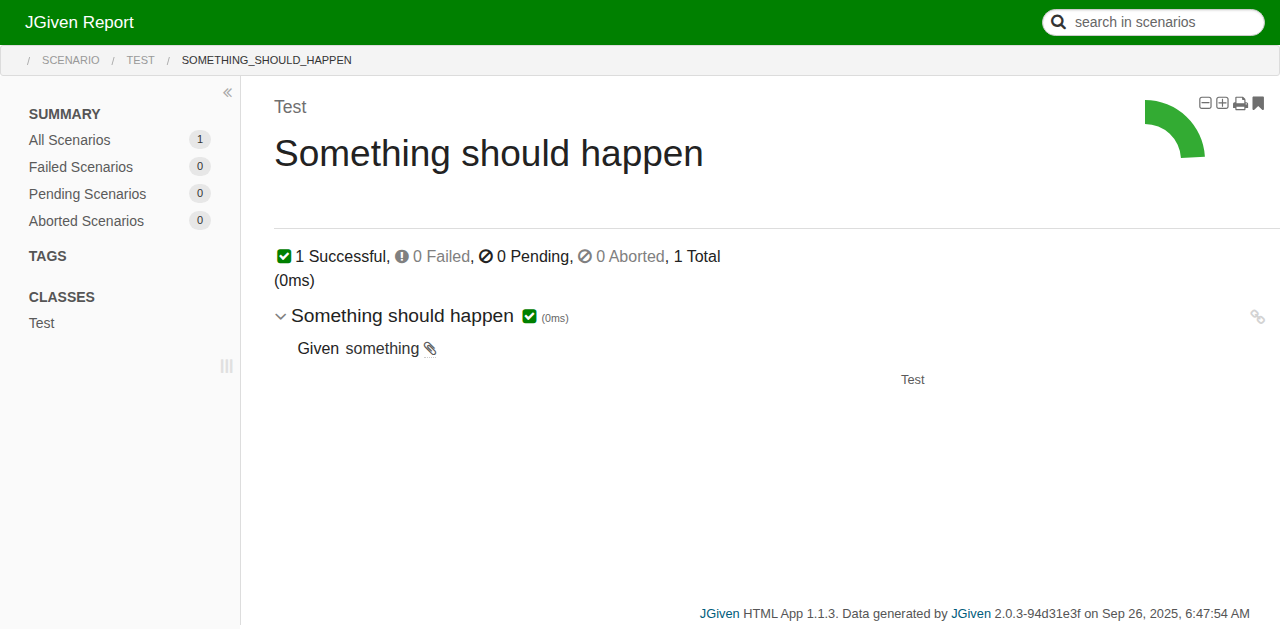 JGiven Report
search in scenarios
/ SCENARIO / TEST / SOMETHING_SHOULD_HAPPEN
SUMMARY
All Scenarios 1
Failed Scenarios 0
Pending Scenarios 0
Aborted Scenarios 0
TAGS
CLASSES
Test
Test
Something should happen
1 Successful, 0 Failed, 0 Pending, 0 Aborted, 1 Total
(0ms)
Something should happen (0ms)
Given something
Test
JGiven HTML App 1.1.3. Data generated by JGiven 2.0.3-94d31e3f on Sep 26, 2025, 6:47:54 AM